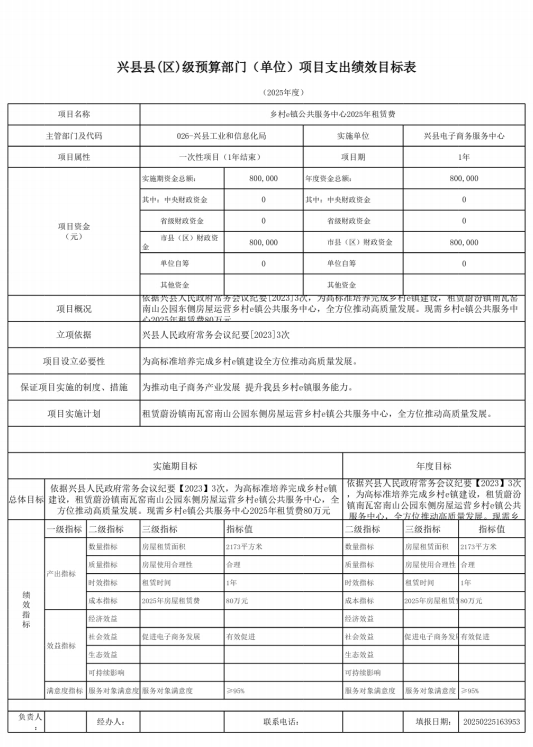 兴县县(区)级预算部门（单位）项目支出绩效目标表
（2025年度）
项目名称 乡村e镇公共服务中心2025年租赁费
主管部门及代码 026-兴县工业和信息化局 实施单位 兴县电子商务服务中心
项目属性 一次性项目（1年结束） 项目期 1年
项目资金（元） 实施期资金总额: 800,000 年度资金总额: 800,000
其中: 中央财政资金 0 其中: 中央财政资金 0
省级财政资金 0 省级财政资金 0
市县（区）财政资金 800,000 市县（区）财政资金 800,000
单位自筹 0 单位自筹 0
其他资金 其他资金
项目概况 依据兴县人民政府常务会议纪要[2023]3次，为高标准培养完成乡村e镇建设，租赁蔚汾镇南瓦窑
南山公园东侧房屋运营乡村e镇公共服务中心，全方位推动高质量发展。现需乡村e镇公共服务中
心2025年租赁费80万元
立项依据 兴县人民政府常务会议纪要[2023]3次
项目设立必要性 为高标准培养完成乡村e镇建设全方位推动高质量发展。
保证项目实施的制度、措施 为推动电子商务产业发展 提升我县乡村e镇服务能力。
项目实施计划 租赁蔚汾镇南瓦窑南山公园东侧房屋运营乡村e镇公共服务中心，全方位推动高质量发展。
实施期目标 年度目标
总体目标 依据兴县人民政府常务会议纪要【2023】3次，为高标准培养完成乡村e镇
建设，租赁蔚汾镇南瓦窑南山公园东侧房屋运营乡村e镇公共服务中心，全
方位推动高质量发展。现需乡村e镇公共服务中心2025年租赁费80万元
依据兴县人民政府常务会议纪要【2023】3次
，为高标准培养完成乡村e镇建设，租赁蔚汾
镇南瓦窑南山公园东侧房屋运营乡村e镇公共
服务中心，全方位推动高质量发展。现需乡
绩效指标
一级指标 二级指标 三级指标 指标值 二级指标 三级指标 指标值
产出指标 数量指标 房屋租赁面积 2173平方米 数量指标 房屋租赁面积 2173平方米
质量指标 房屋使用合理性 合理 质量指标 房屋使用合理性 合理
时效指标 租赁时间 1年 时效指标 租赁时间 1年
成本指标 2025年房屋租赁费 80万元 成本指标 2025年房屋租赁 80万元
效益指标 经济效益 经济效益
社会效益 促进电子商务发展 有效促进 社会效益 促进电子商务发 有效促进
生态效益 生态效益
可持续影响 可持续影响
满意度指标 服务对象满意度 服务对象满意度 ≥95% 服务对象满意度 服务对象满意度 ≥95%
负责人： 经办人： 联系电话： 填报日期： 20250225163953